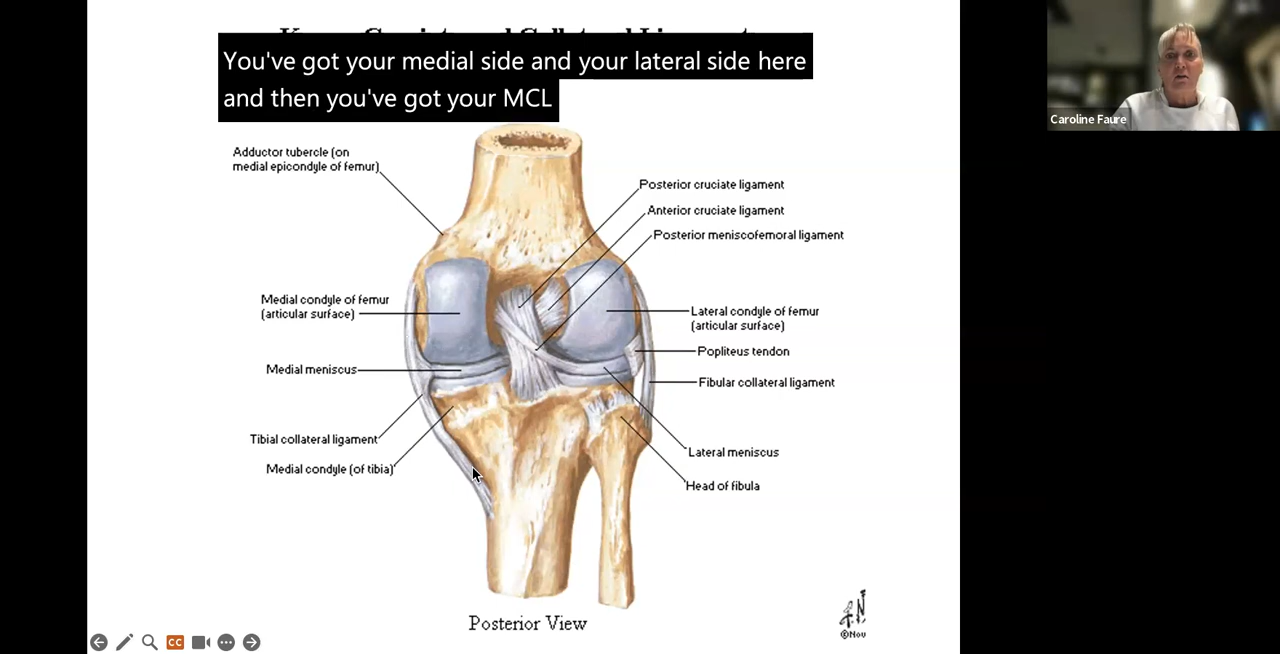 You've got your medial side and your lateral side here
and then you've got your MCL
Caroline Faure
Adductor tubercle (on
medial epicondyle of femur)
Posterior cruciate ligament
Anterior cruciate ligament
Posterior meniscofemoral ligament
Medial condyle of femur
(articular surface)
Lateral condyle of femur
(articular surface)
Popliteus tendon
Medial meniscus
Fibular collateral ligament
Tibial collateral ligament
Lateral meniscus
Medial condyle (of tibia)
Head of fibula
Posterior View
©Nov
CC